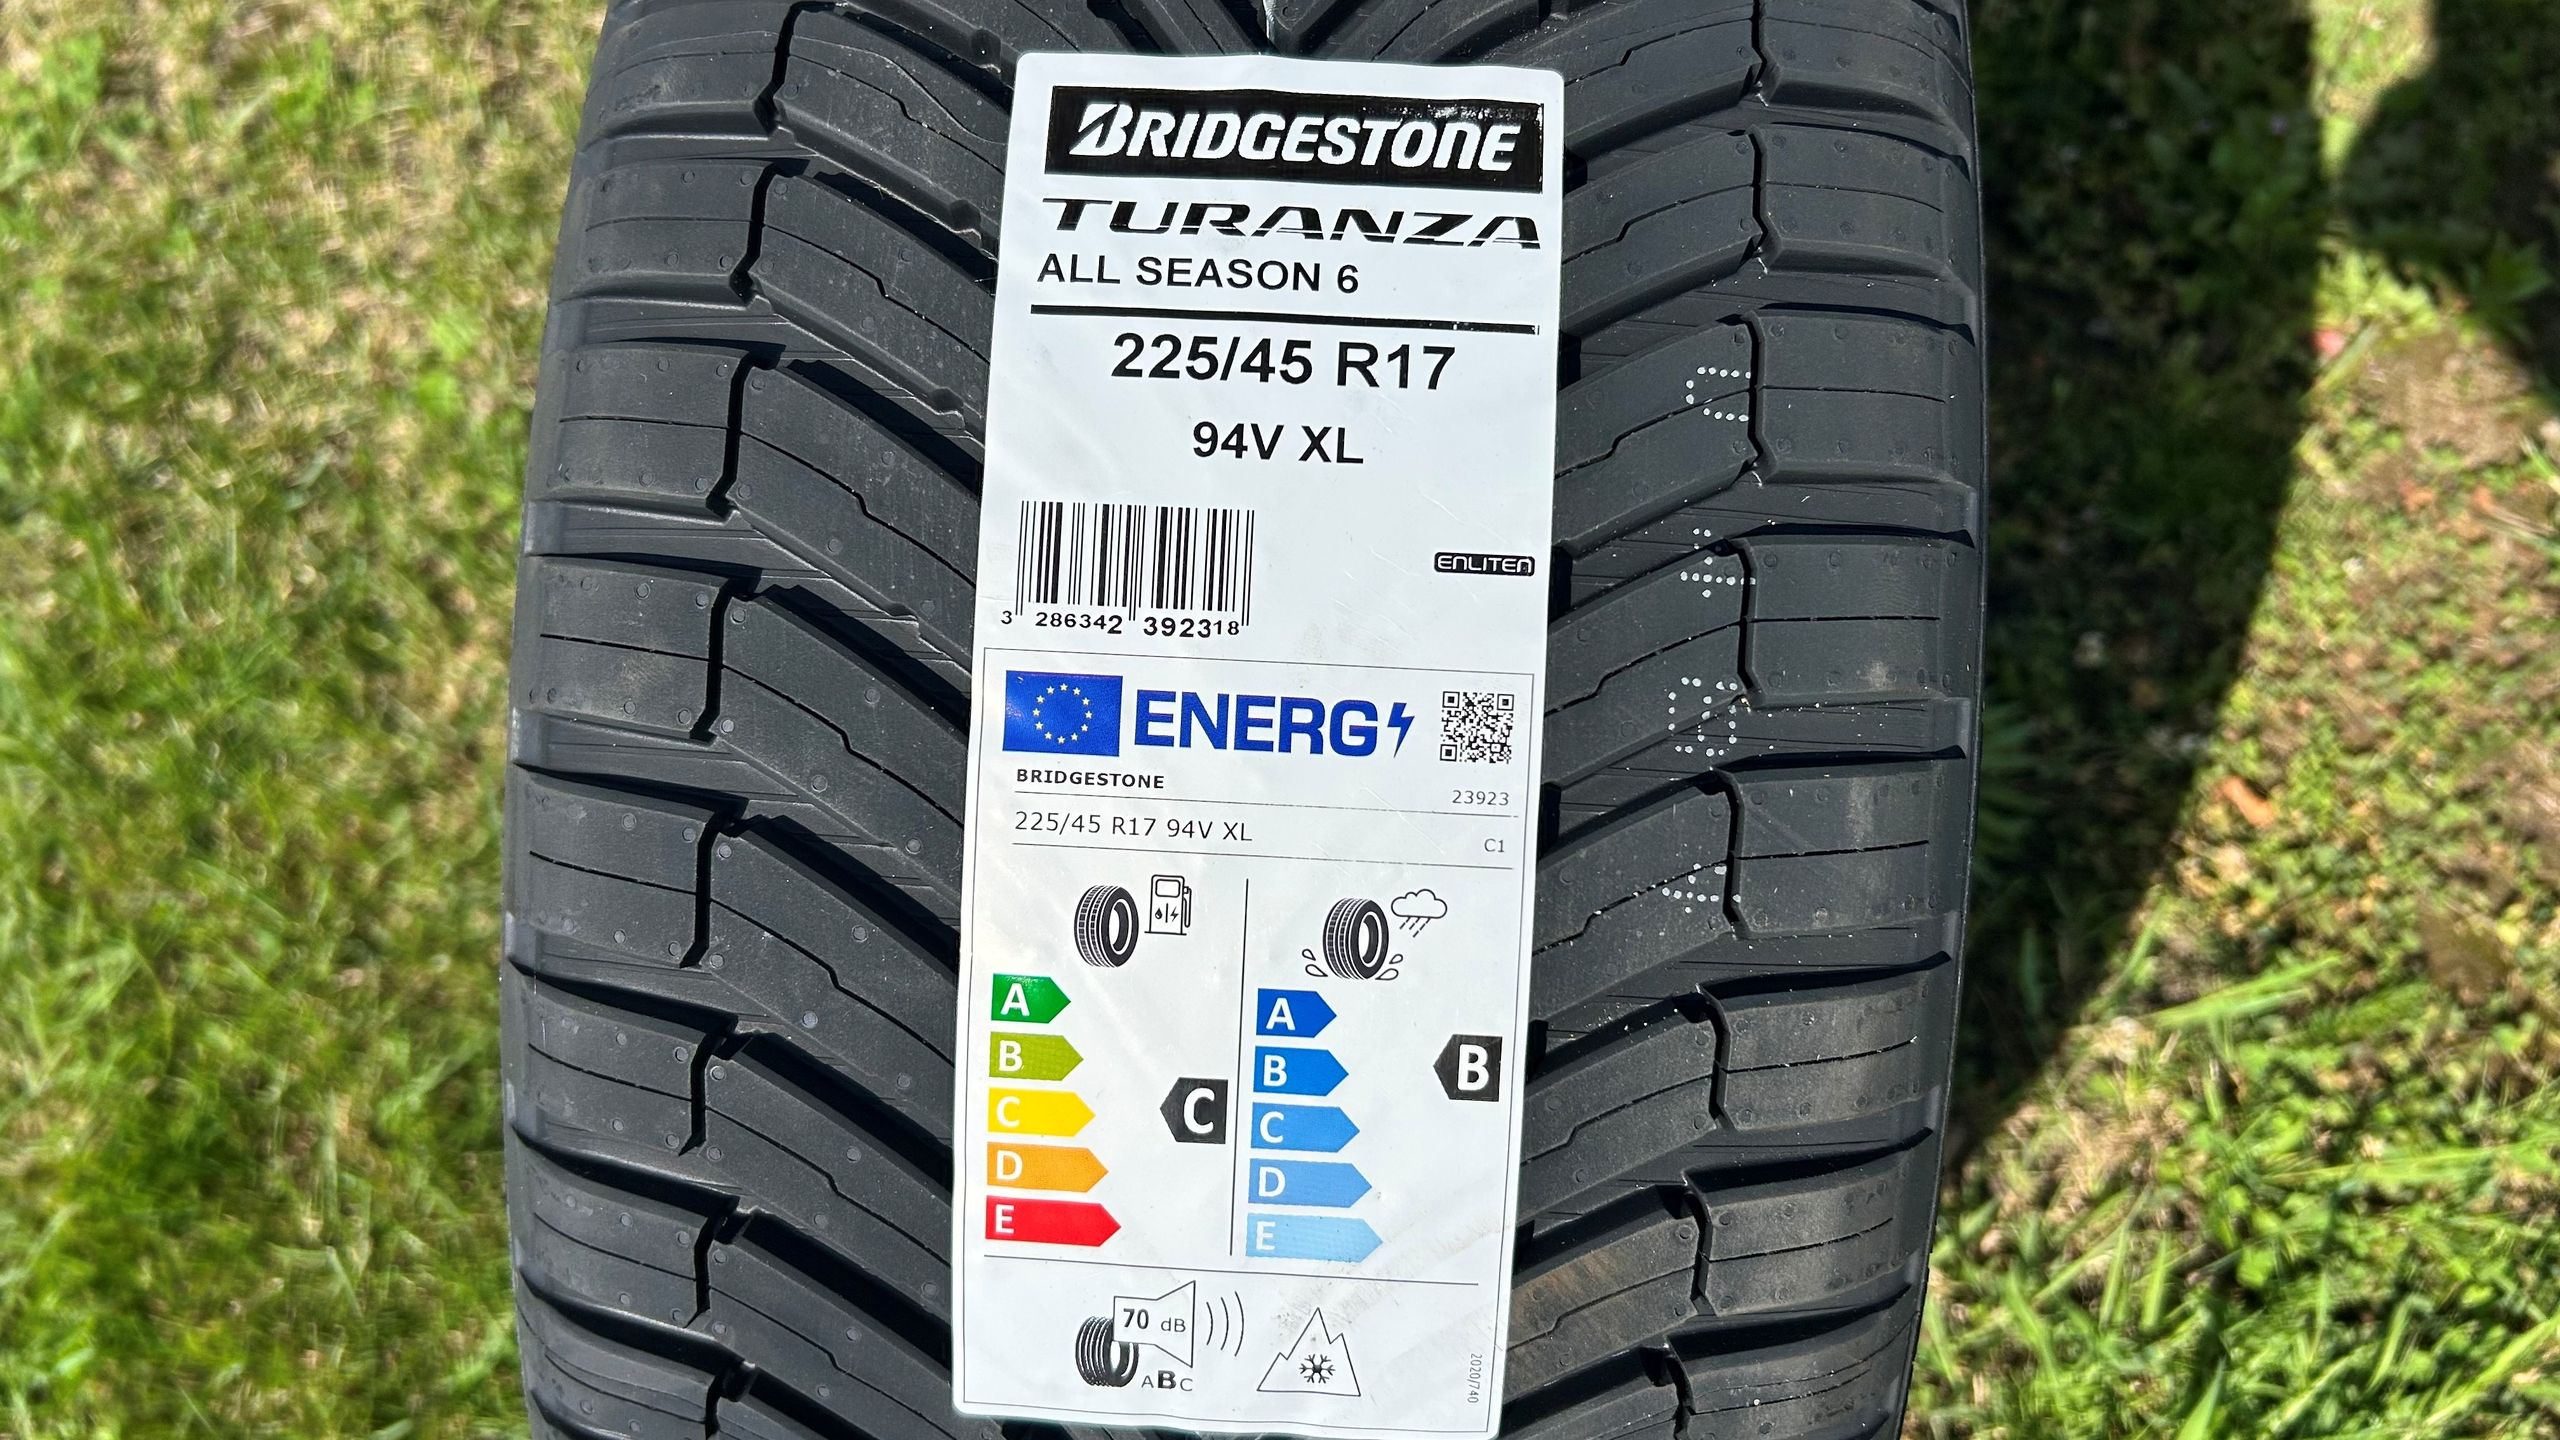 BRIDGESTONE
TURANZA
ALL SEASON 6
225/45 R17
94V XL
ENLITEN
3 286342 392318
ENERG
BRIDGESTONE
23923
225/45 R17 94V XL
C1
A
B
C
D
E
C
A
B
C
D
E
B
70 dB
ABC
2020/740